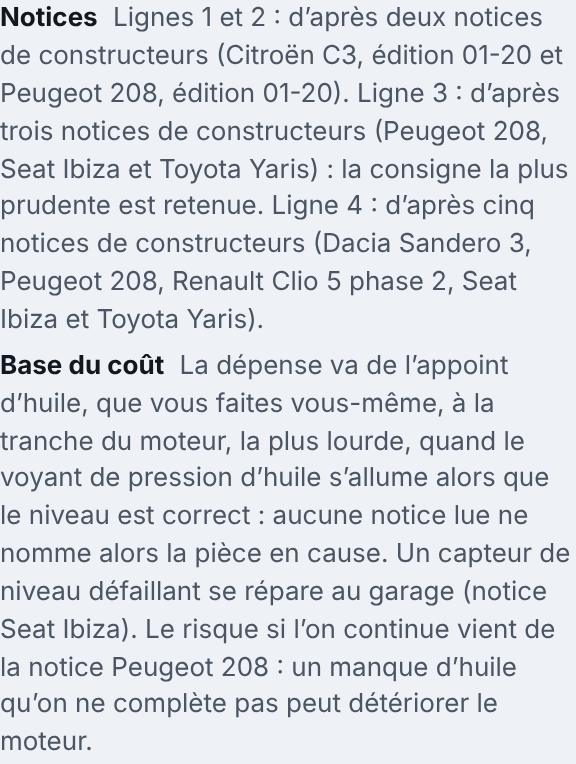 Notices Lignes 1 et 2 : d’après deux notices
de constructeurs (Citroën C3, édition 01-20 et
Peugeot 208, édition 01-20). Ligne 3 : d’après
trois notices de constructeurs (Peugeot 208,
Seat Ibiza et Toyota Yaris) : la consigne la plus
prudente est retenue. Ligne 4 : d’après cinq
notices de constructeurs (Dacia Sandero 3,
Peugeot 208, Renault Clio 5 phase 2, Seat
Ibiza et Toyota Yaris).
Base du coût La dépense va de l’appoint
d’huile, que vous faites vous-même, à la
tranche du moteur, la plus lourde, quand le
voyant de pression d’huile s’allume alors que
le niveau est correct : aucune notice lue ne
nomme alors la pièce en cause. Un capteur de
niveau défaillant se répare au garage (notice
Seat Ibiza). Le risque si l’on continue vient de
la notice Peugeot 208 : un manque d’huile
qu’on ne complète pas peut détériorer le
moteur.